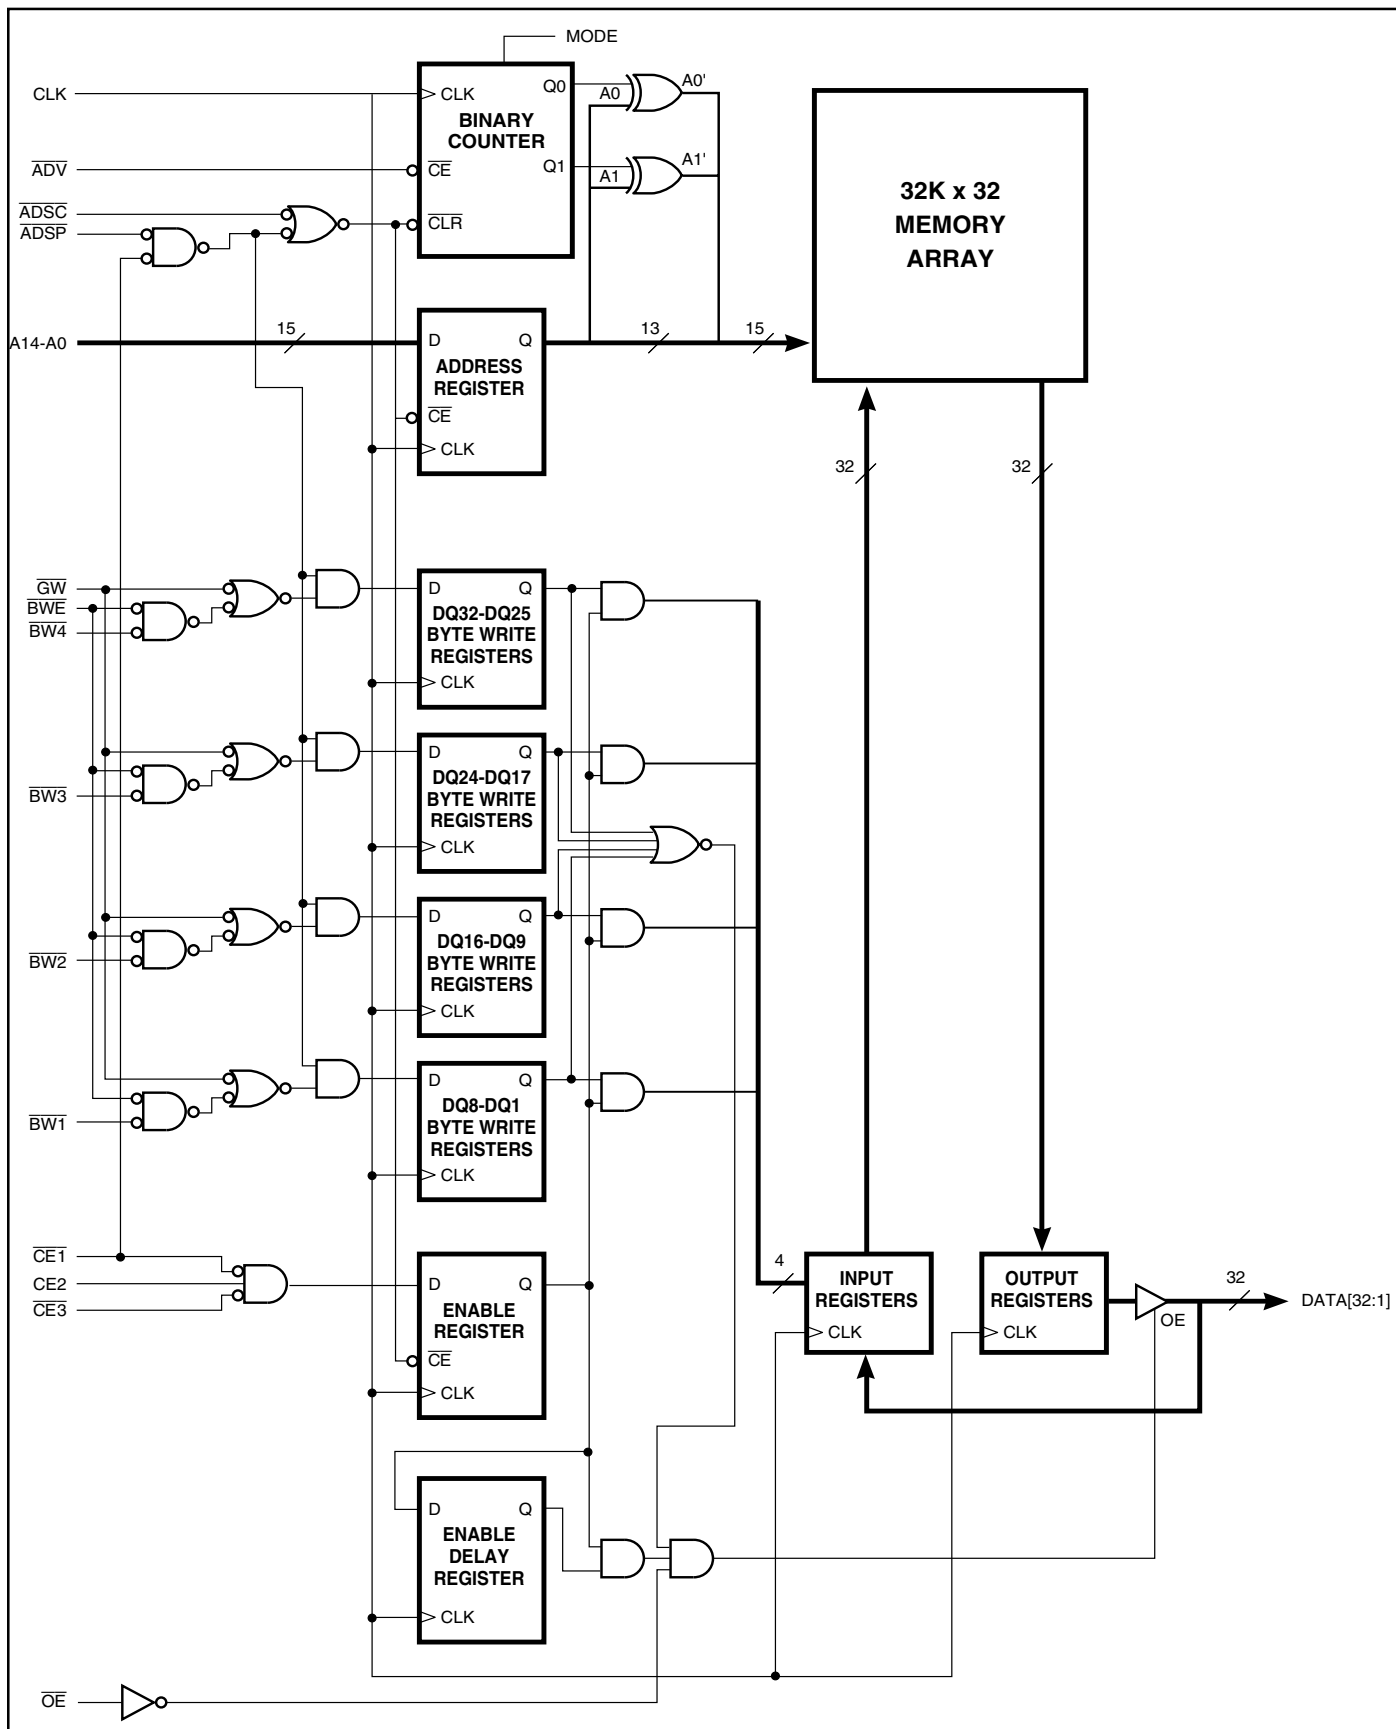 MODE
CLK
CLK
Q0
A0
A0'
BINARY
COUNTER
ADV
CE
Q1
A1
A1'
ADSC
ADSP
CLR
32K x 32
MEMORY
ARRAY
A14-A0
15
D
Q
13
15
ADDRESS
REGISTER
CE
CLK
32
32
GW
BWE
BW4
D
Q
DQ32-DQ25
BYTE WRITE
REGISTERS
CLK
BW3
D
Q
DQ24-DQ17
BYTE WRITE
REGISTERS
CLK
BW2
D
Q
DQ16-DQ9
BYTE WRITE
REGISTERS
CLK
BW1
D
Q
DQ8-DQ1
BYTE WRITE
REGISTERS
CLK
CE1
CE2
CE3
D
Q
ENABLE
REGISTER
CE
CLK
4
INPUT
REGISTERS
CLK
OUTPUT
REGISTERS
CLK
OE
32
DATA[32:1]
D
Q
ENABLE
DELAY
REGISTER
CLK
OE